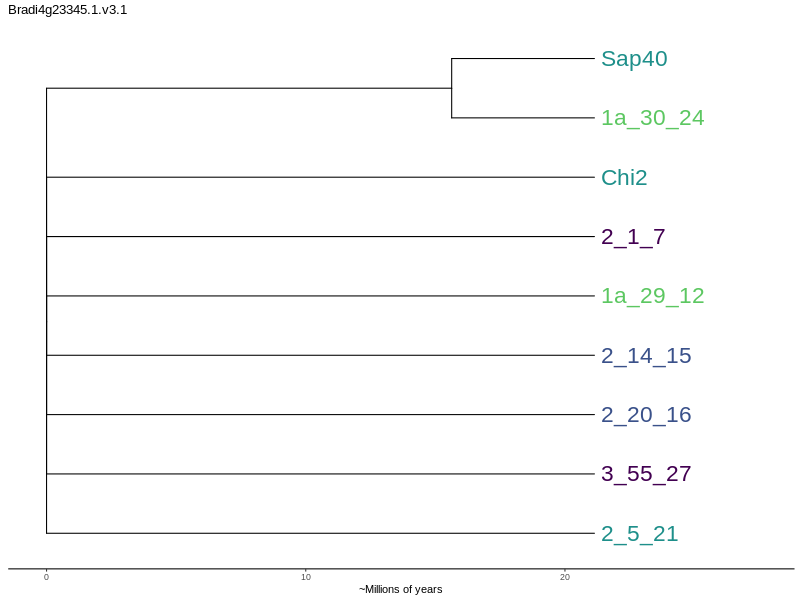 Bradi4g23345.1.v3.1
Sap40
1a_30_24
Chi2
2_1_7
1a_29_12
2_14_15
2_20_16
3_55_27
2_5_21
0 10 20
~Millions of years